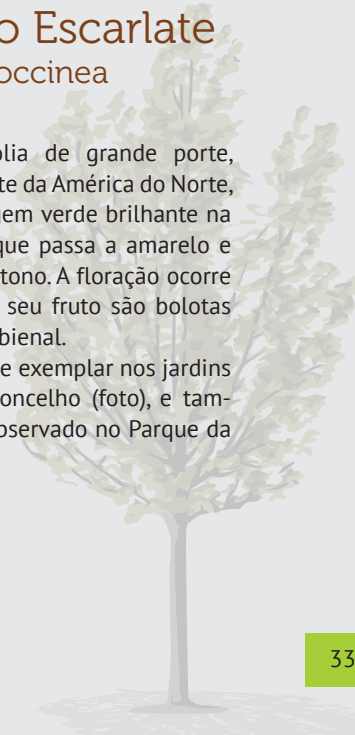 o Escarlate
occinea
olia de grande porte,
te da América do Norte,
gem verde brilhante na
que passa a amarelo e
tono. A floração ocorre
seu fruto são bolotas
bienal.
e exemplar nos jardins
oncelho (foto), e tam-
bservado no Parque da
33